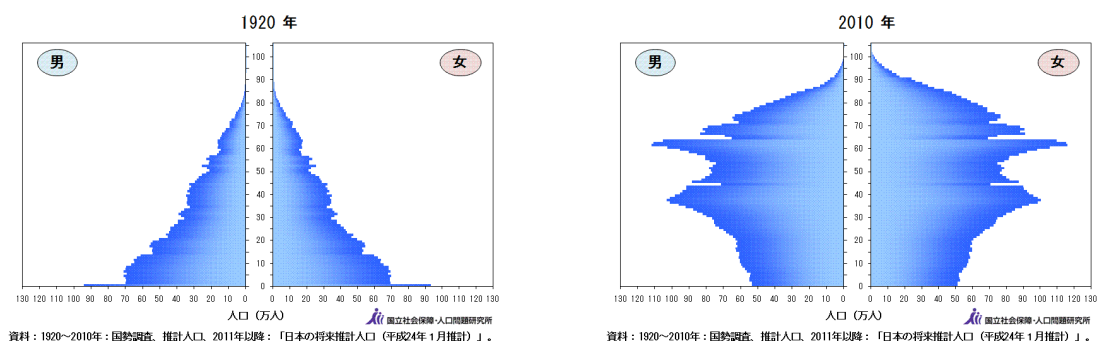 1920 年
男
女
100
90
80
70
60
50
40
30
20
10
0
130 120 110 100 90 80 70 60 50 40 30 20 10 0
0 10 20 30 40 50 60 70 80 90 100 110 120 130
人口 (万人)
国立社会保障・人口問題研究所
資料：1920～2010年：国勢調査、推計人口、2011年以降：「日本の将来推計人口（平成24年1月推計）」。
2010 年
男
女
100
90
80
70
60
50
40
30
20
10
0
130 120 110 100 90 80 70 60 50 40 30 20 10 0
0 10 20 30 40 50 60 70 80 90 100 110 120 130
人口 (万人)
国立社会保障・人口問題研究所
資料：1920～2010年：国勢調査、推計人口、2011年以降：「日本の将来推計人口（平成24年1月推計）」。